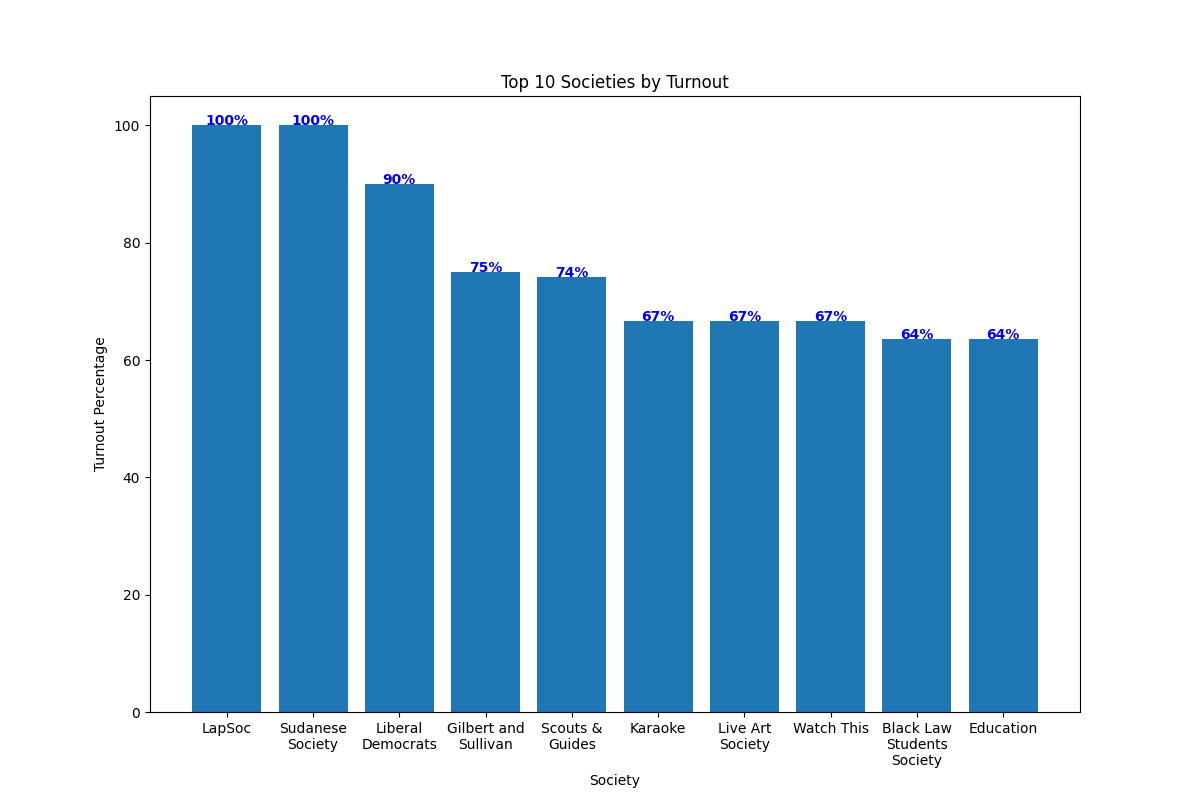 Top 10 Societies by Turnout
Turnout Percentage
100
80
60
40
20
0
100%
100%
90%
75%
74%
67%
67%
67%
64%
64%
LapSoc
Sudanese
Society
Liberal
Democrats
Gilbert and
Sullivan
Scouts &
Guides
Karaoke
Live Art
Society
Watch This
Black Law
Students
Society
Education
Society